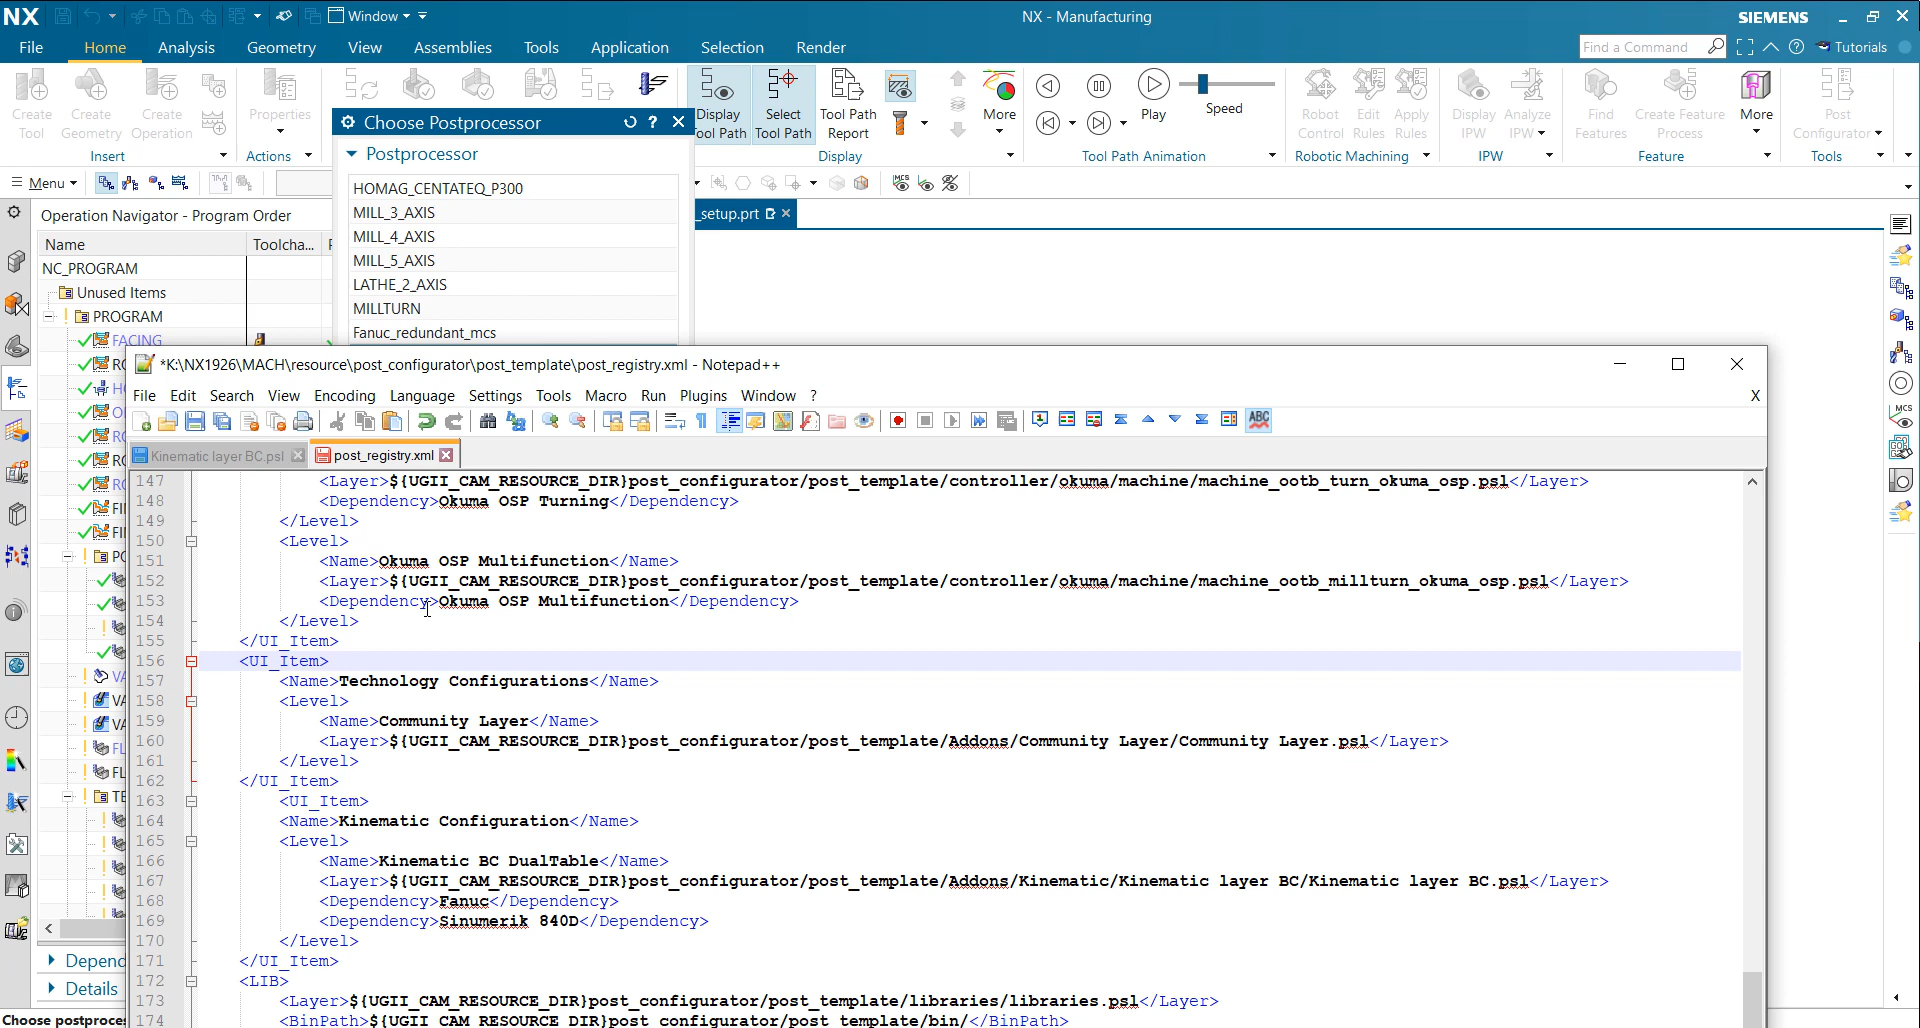 NX
Window
NX - Manufacturing
SIEMENS
File Home Analysis Geometry View Assemblies Tools Application Selection Render
Find a Command
Tutorials
Create Tool
Create Geometry
Create Operation
Properties
Display Tool Path
Select Tool Path
Tool Path Report
More
Play
Speed
Robot Control
Edit Rules
Apply Rules
Display IPW
Analyze IPW
Find Features
Create Feature Process
More
Post Configurator
Insert
Actions
Display
Tool Path Animation
Robotic Machining
IPW
Feature
Tools
Menu
Choose Postprocessor
Postprocessor
HOMAG_CENTATEQ_P300
MILL_3_AXIS
MILL_4_AXIS
MILL_5_AXIS
LATHE_2_AXIS
MILLTURN
Fanuc_redundant_mcs
_setup.prt
Operation Navigator - Program Order
Name Toolcha...
NC_PROGRAM
Unused Items
PROGRAM
FACING
Depend
Details
Choose postproces
*K:\NX1926\MACH\resource\post_configurator\post_template\post_registry.xml - Notepad++
File Edit Search View Encoding Language Settings Tools Macro Run Plugins Window ?
X
ABC
Kinematic layer BC.psl
post_registry.xml
147 <Layer>${UGII_CAM_RESOURCE_DIR}post_configurator/post_template/controller/okuma/machine/machine_ootb_turn_okuma_osp.psl</Layer>
148 <Dependency>Okuma OSP Turning</Dependency>
149 </Level>
150 <Level>
151 <Name>Okuma OSP Multifunction</Name>
152 <Layer>${UGII_CAM_RESOURCE_DIR}post_configurator/post_template/controller/okuma/machine/machine_ootb_millturn_okuma_osp.psl</Layer>
153 <Dependency>Okuma OSP Multifunction</Dependency>
154 </Level>
155 </UI_Item>
156 <UI_Item>
157 <Name>Technology Configurations</Name>
158 <Level>
159 <Name>Community Layer</Name>
160 <Layer>${UGII_CAM_RESOURCE_DIR}post_configurator/post_template/Addons/Community Layer/Community Layer.psl</Layer>
161 </Level>
162 </UI_Item>
163 <UI_Item>
164 <Name>Kinematic Configuration</Name>
165 <Level>
166 <Name>Kinematic BC DualTable</Name>
167 <Layer>${UGII_CAM_RESOURCE_DIR}post_configurator/post_template/Addons/Kinematic/Kinematic layer BC/Kinematic layer BC.psl</Layer>
168 <Dependency>Fanuc</Dependency>
169 <Dependency>Sinumerik 840D</Dependency>
170 </Level>
171 </UI_Item>
172 <LIB>
173 <Layer>${UGII_CAM_RESOURCE_DIR}post_configurator/post_template/libraries/libraries.psl</Layer>
174 <BinPath>${UGII_CAM_RESOURCE_DIR}post_configurator/post_template/bin/</BinPath>